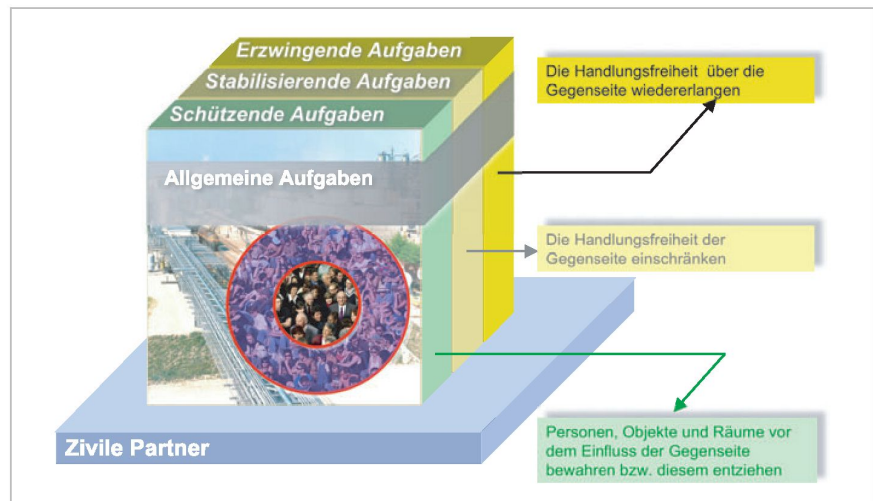 Erzwingende Aufgaben
Stabilisierende Aufgaben
Schützende Aufgaben
Allgemeine Aufgaben
Zivile Partner
Die Handlungsfreiheit über die
Gegenseite wiedererlangen
Die Handlungsfreiheit der
Gegenseite einschränken
Personen, Objekte und Räume vor
dem Einfluss der Gegenseite
bewahren bzw. diesem entziehen